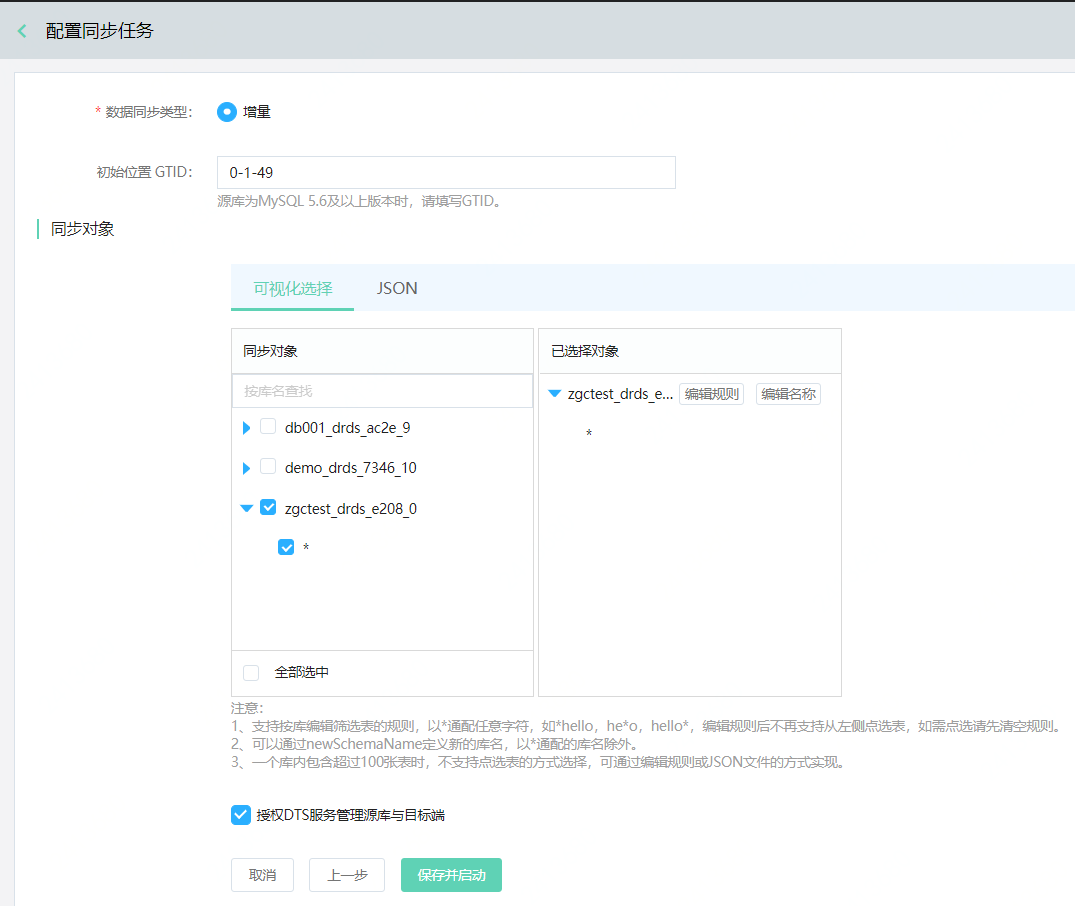 配置同步任务
* 数据同步类型: 增量
初始位置 GTID: 0-1-49
源库为MySQL 5.6及以上版本时，请填写GTID。
同步对象
可视化选择 JSON
同步对象
按库名查找
db001_drds_ac2e_9
demo_drds_7346_10
zgctest_drds_e208_0
*
全部选中
已选择对象
zgctest_drds_e... 编辑规则 编辑名称
*
注意:
1、支持按库编辑筛选表的规则，以*通配任意字符，如*hello，he*o，hello*，编辑规则后不再支持从左侧点选表，如需点选请先清空规则。
2、可以通过newSchemaName定义新的库名，以*通配的库名除外。
3、一个库内包含超过100张表时，不支持点选表的方式选择，可通过编辑规则或JSON文件的方式实现。
授权DTS服务管理源库与目标端
取消 上一步 保存并启动